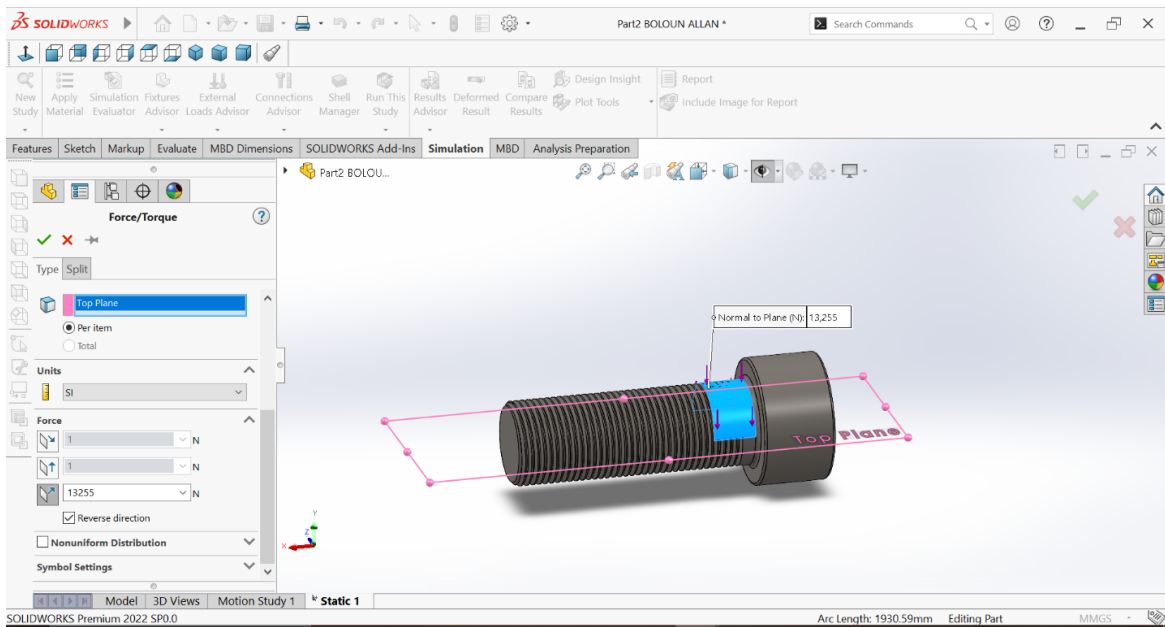 SOLIDWORKS
Part2 BOLOUN ALLAN *
Search Commands
New Study
Apply Material
Simulation Evaluator
Fixtures Advisor
External Loads Advisor
Connections Advisor
Shell Manager
Run This Study
Results Advisor
Deformed Result
Compare Results
Design Insight
Plot Tools
Report
Include Image for Report
Features Sketch Markup Evaluate MBD Dimensions SOLIDWORKS Add-Ins Simulation MBD Analysis Preparation
Part2 BOLOU...
Force/Torque
Type Split
Top Plane
Per item
Total
Units
SI
Force
1 N
1 N
13255 N
Reverse direction
Nonuniform Distribution
Symbol Settings
Normal to Plane (N): 13,255
Top Plane
Y
Z
X
Model 3D Views Motion Study 1 Static 1
SOLIDWORKS Premium 2022 SP0.0
Arc Length: 1930.59mm Editing Part MMGS